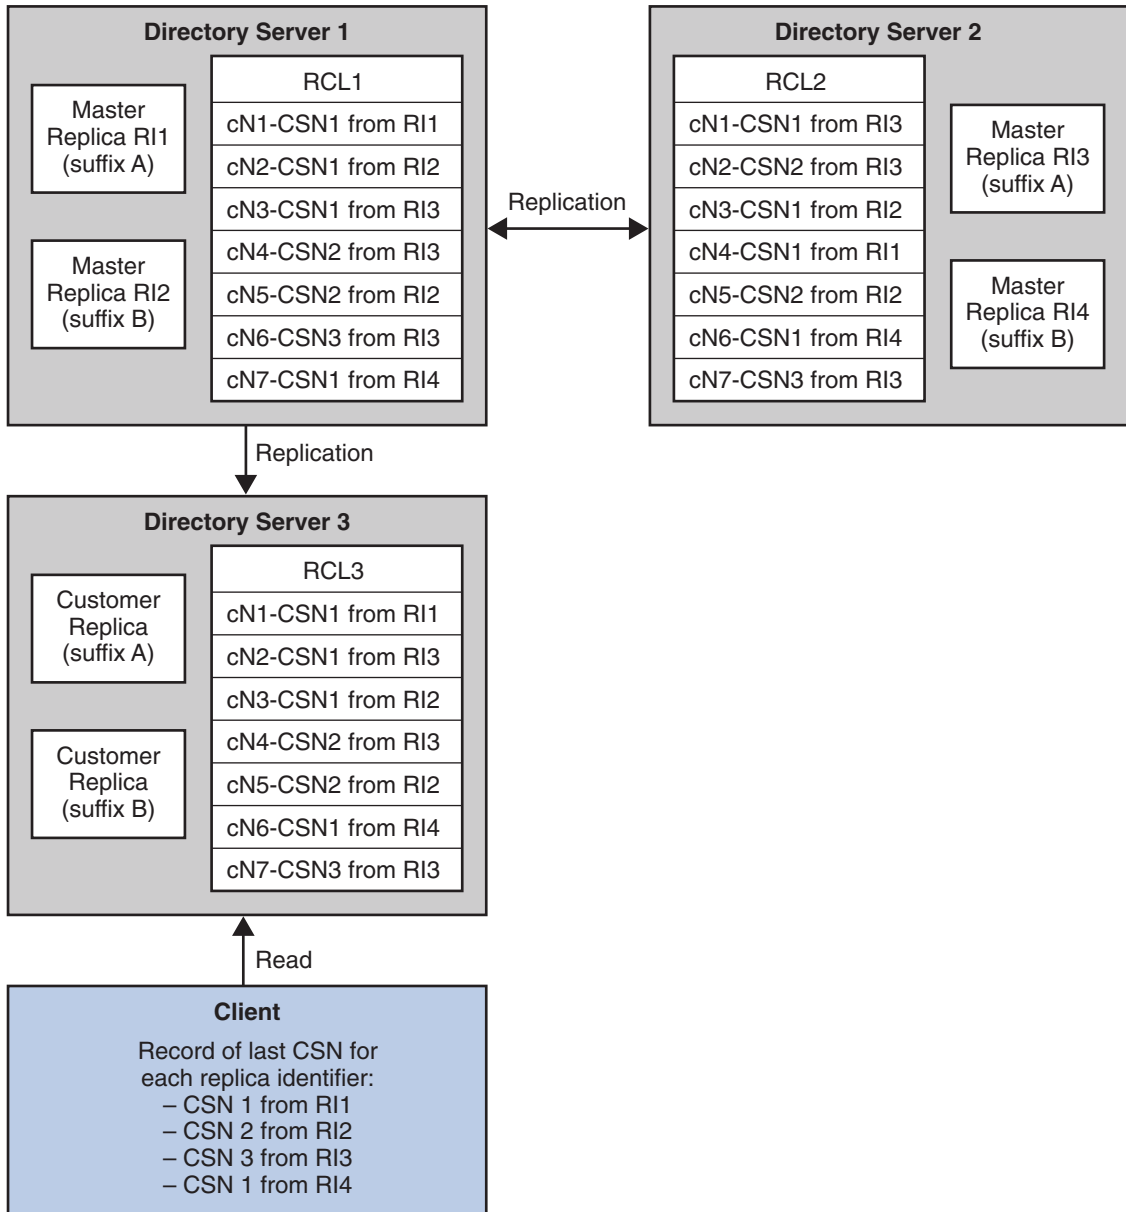 Directory Server 1
Master
Replica RI1
(suffix A)
Master
Replica RI2
(suffix B)
RCL1
cN1-CSN1 from RI1
cN2-CSN1 from RI2
cN3-CSN1 from RI3
cN4-CSN2 from RI3
cN5-CSN2 from RI2
cN6-CSN3 from RI3
cN7-CSN1 from RI4
Replication
Directory Server 2
RCL2
cN1-CSN1 from RI3
cN2-CSN2 from RI3
cN3-CSN1 from RI2
cN4-CSN1 from RI1
cN5-CSN2 from RI2
cN6-CSN1 from RI4
cN7-CSN3 from RI3
Master
Replica RI3
(suffix A)
Master
Replica RI4
(suffix B)
Replication
Directory Server 3
Customer
Replica
(suffix A)
Customer
Replica
(suffix B)
RCL3
cN1-CSN1 from RI1
cN2-CSN1 from RI3
cN3-CSN1 from RI2
cN4-CSN2 from RI3
cN5-CSN2 from RI2
cN6-CSN1 from RI4
cN7-CSN3 from RI3
Read
Client
Record of last CSN for
each replica identifier:
– CSN 1 from RI1
– CSN 2 from RI2
– CSN 3 from RI3
– CSN 1 from RI4